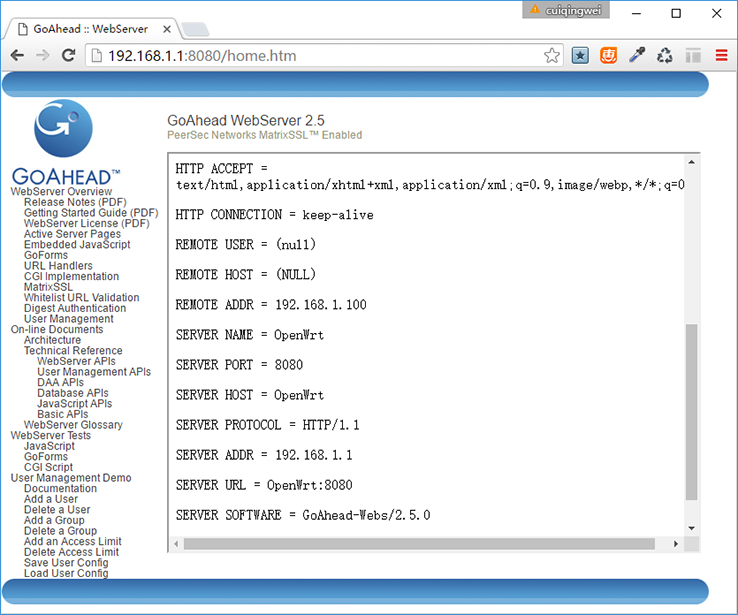 cuiqingwei
GoAhead :: WebServer
192.168.1.1:8080/home.htm
GOAHEAD™
GoAhead WebServer 2.5
PeerSec Networks MatrixSSL™ Enabled
WebServer Overview
Release Notes (PDF)
Getting Started Guide (PDF)
WebServer License (PDF)
Active Server Pages
Embedded JavaScript
GoForms
URL Handlers
CGI Implementation
MatrixSSL
Whitelist URL Validation
Digest Authentication
User Management
On-line Documents
Architecture
Technical Reference
WebServer APIs
User Management APIs
DAA APIs
Database APIs
JavaScript APIs
Basic APIs
WebServer Glossary
WebServer Tests
JavaScript
GoForms
CGI Script
User Management Demo
Documentation
Add a User
Delete a User
Add a Group
Delete a Group
Add an Access Limit
Delete Access Limit
Save User Config
Load User Config
HTTP ACCEPT =
text/html,application/xhtml+xml,application/xml;q=0.9,image/webp,*/*;q=0
HTTP CONNECTION = keep-alive
REMOTE USER = (null)
REMOTE HOST = (NULL)
REMOTE ADDR = 192.168.1.100
SERVER NAME = OpenWrt
SERVER PORT = 8080
SERVER HOST = OpenWrt
SERVER PROTOCOL = HTTP/1.1
SERVER ADDR = 192.168.1.1
SERVER URL = OpenWrt:8080
SERVER SOFTWARE = GoAhead-Webs/2.5.0